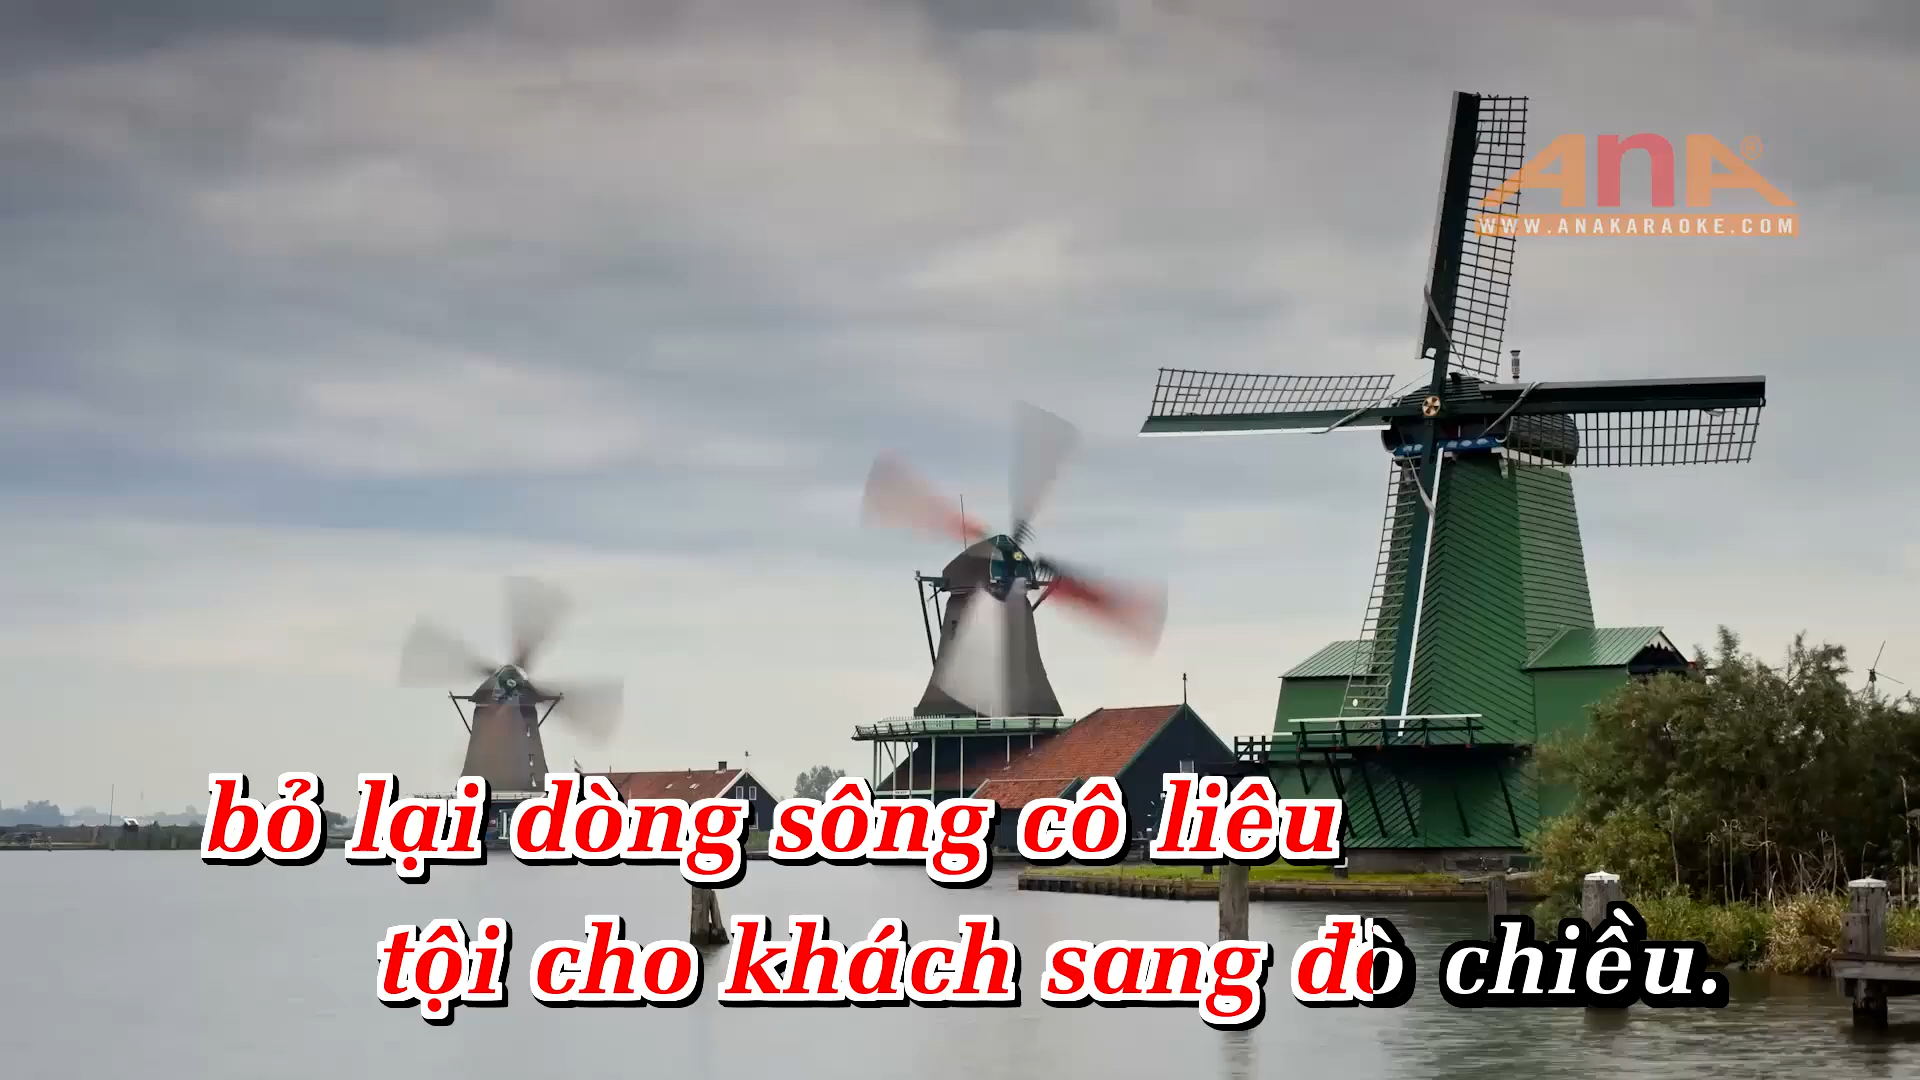 AnA®
WWW.ANAKARAOKE.COM
bỏ lại dòng sông cô liêu
tội cho khách sang đò chiều.